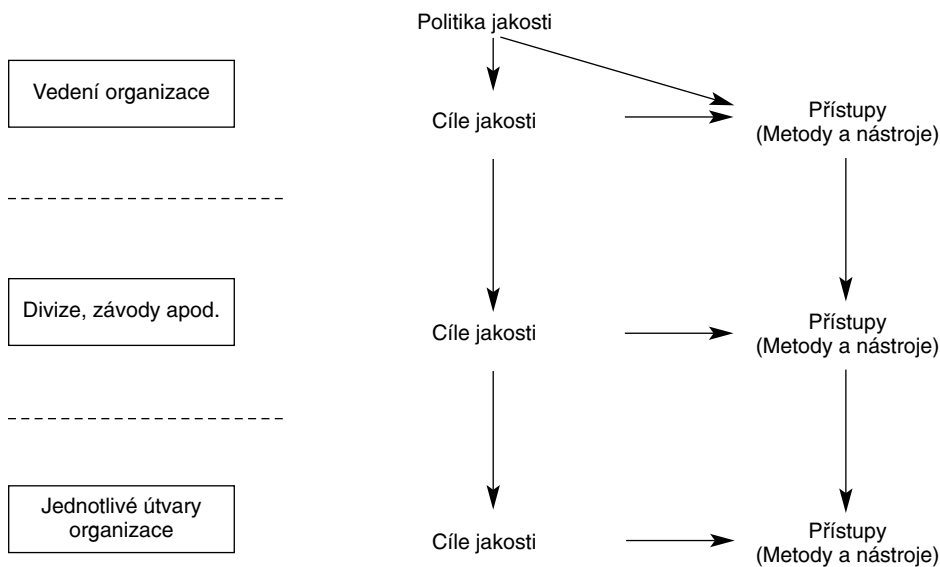 Politika jakosti
Vedení organizace
Cíle jakosti
Přístupy
(Metody a nástroje)
Divize, závody apod.
Cíle jakosti
Přístupy
(Metody a nástroje)
Jednotlivé útvary
organizace
Cíle jakosti
Přístupy
(Metody a nástroje)